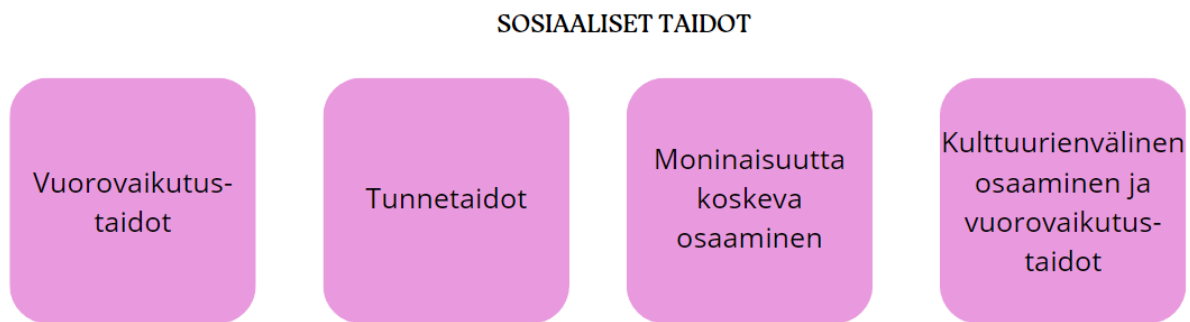 SOSIAALISET TAIDOT
Vuorovaikutus-
taidot
Tunnetaidot
Moninaisuutta
koskeva
osaaminen
Kulttuurienvälinen
osaaminen ja
vuorovaikutus-
taidot